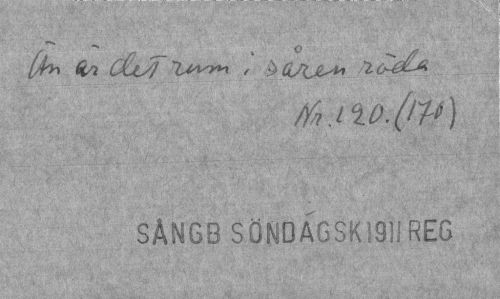 Än är det rum i såren röda
Nr. 120. (170)
SÅNGB SÖNDAGSK 1911 REG